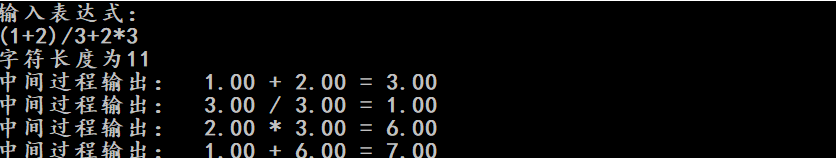 输入表达式:
(1+2)/3+2*3
字符长度为11
中间过程输出: 1.00 + 2.00 = 3.00
中间过程输出: 3.00 / 3.00 = 1.00
中间过程输出: 2.00 * 3.00 = 6.00
中间过程输出: 1.00 + 6.00 = 7.00